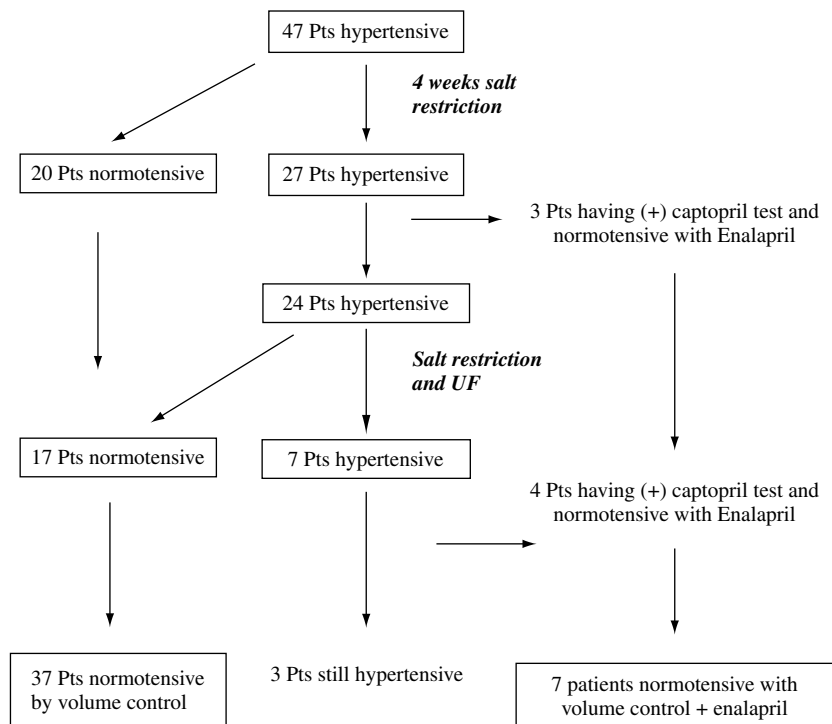 47 Pts hypertensive
4 weeks salt
restriction
20 Pts normotensive
27 Pts hypertensive
3 Pts having (+) captopril test and
normotensive with Enalapril
24 Pts hypertensive
Salt restriction
and UF
17 Pts normotensive
7 Pts hypertensive
4 Pts having (+) captopril test and
normotensive with Enalapril
37 Pts normotensive
by volume control
3 Pts still hypertensive
7 patients normotensive with
volume control + enalapril